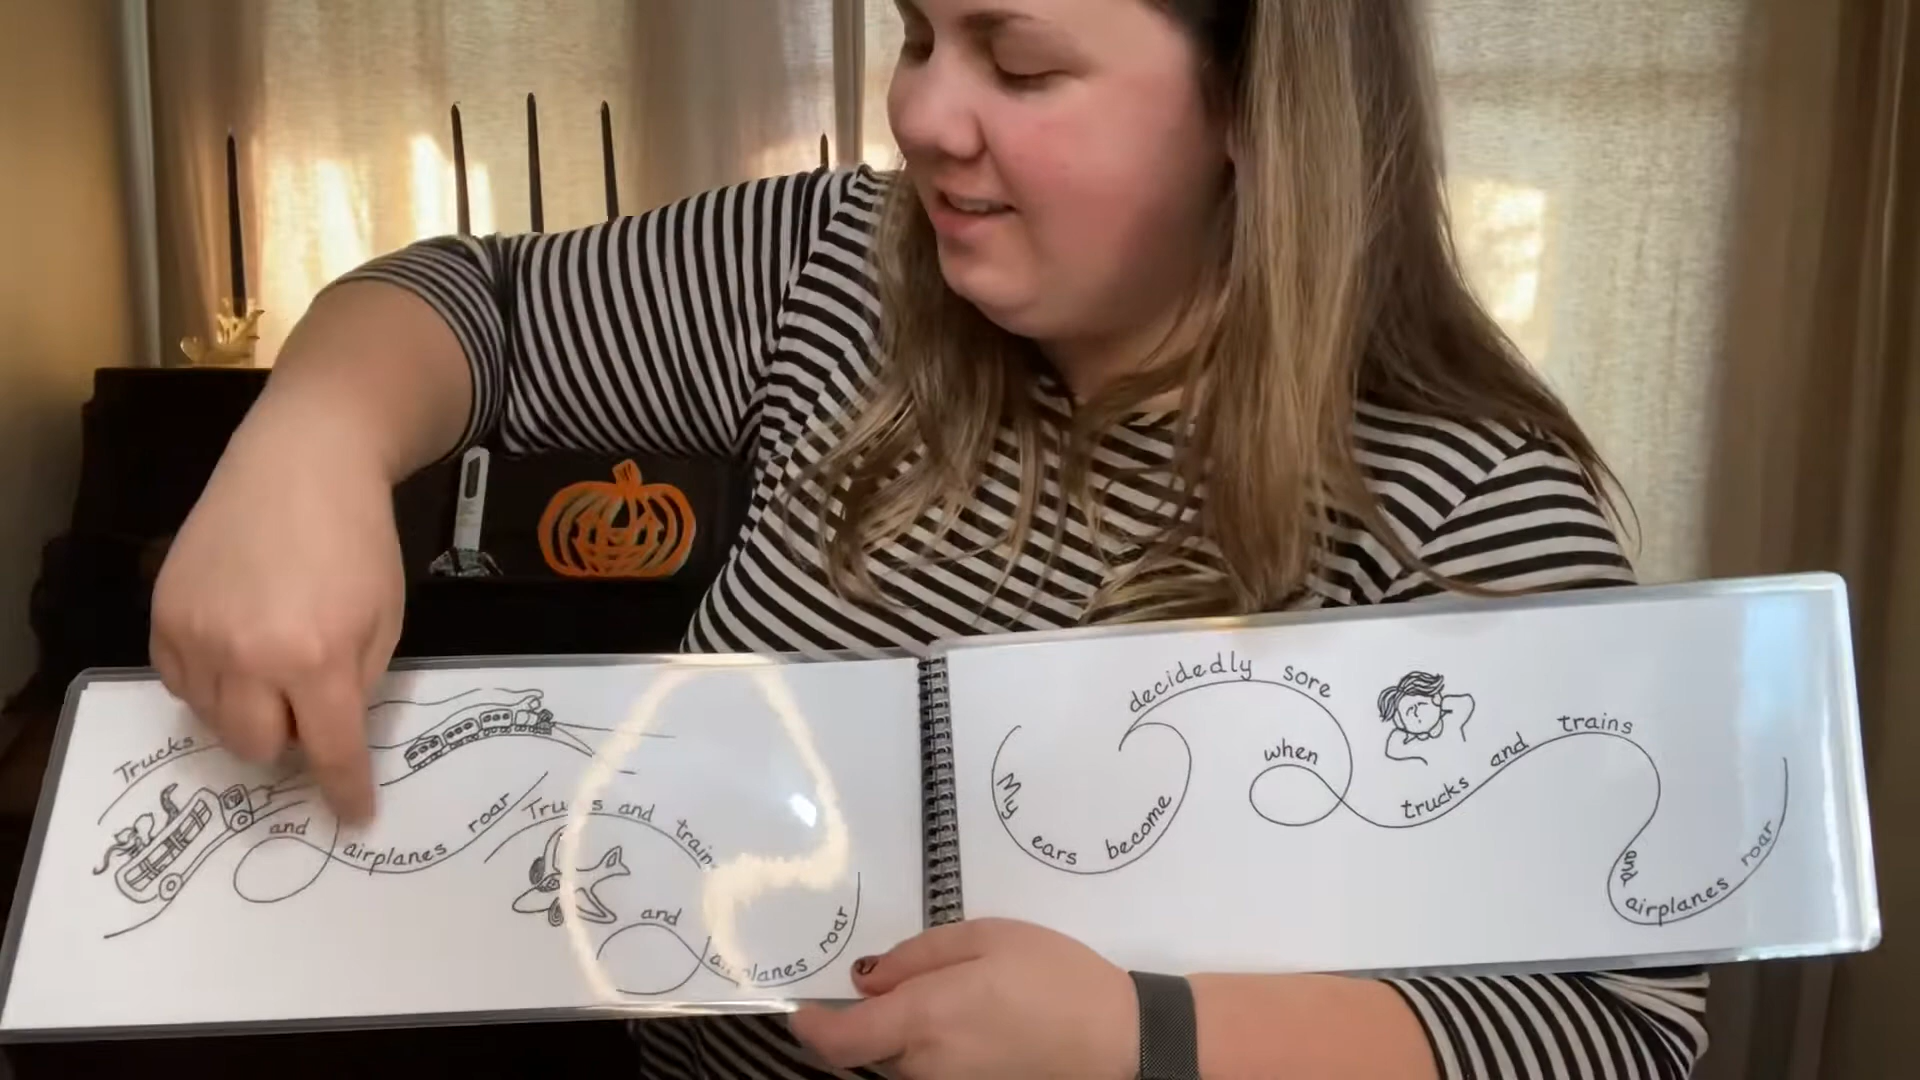 Trucks
and airplanes roar
Trucks and trains
and airplanes roar
My ears become
decidedly sore
when
trucks and trains
and
airplanes roar